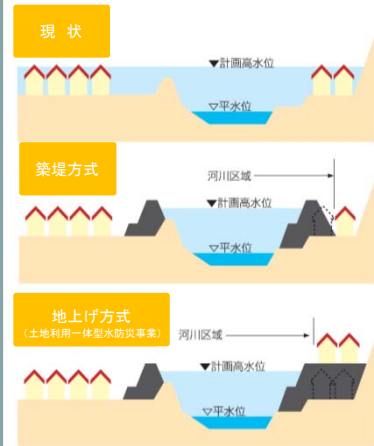 現 状
▼計画高水位
▽平水位
築堤方式
河川区域
▼計画高水位
▽平水位
地上げ方式
(土地利用一体型水防災事業)
河川区域
▼計画高水位
▽平水位